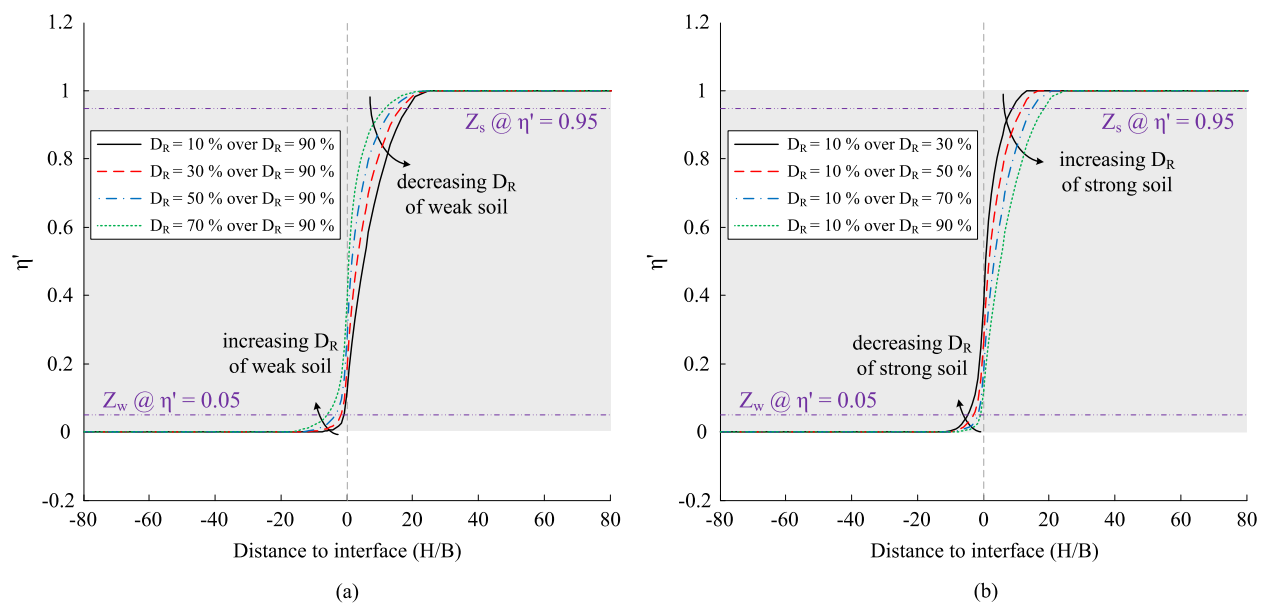 1.2
1
0.8
0.6
0.4
0.2
0
-0.2
η'
-80
-60
-40
-20
0
20
40
60
80
Distance to interface (H/B)
Zs @ η' = 0.95
DR = 10 % over DR = 90 %
DR = 30 % over DR = 90 %
DR = 50 % over DR = 90 %
DR = 70 % over DR = 90 %
decreasing DR
of weak soil
increasing DR
of weak soil
Zw @ η' = 0.05
(a)
1.2
1
0.8
0.6
0.4
0.2
0
-0.2
η'
-80
-60
-40
-20
0
20
40
60
80
Distance to interface (H/B)
Zs @ η' = 0.95
DR = 10 % over DR = 30 %
DR = 10 % over DR = 50 %
DR = 10 % over DR = 70 %
DR = 10 % over DR = 90 %
increasing DR
of strong soil
decreasing DR
of strong soil
Zw @ η' = 0.05
(b)